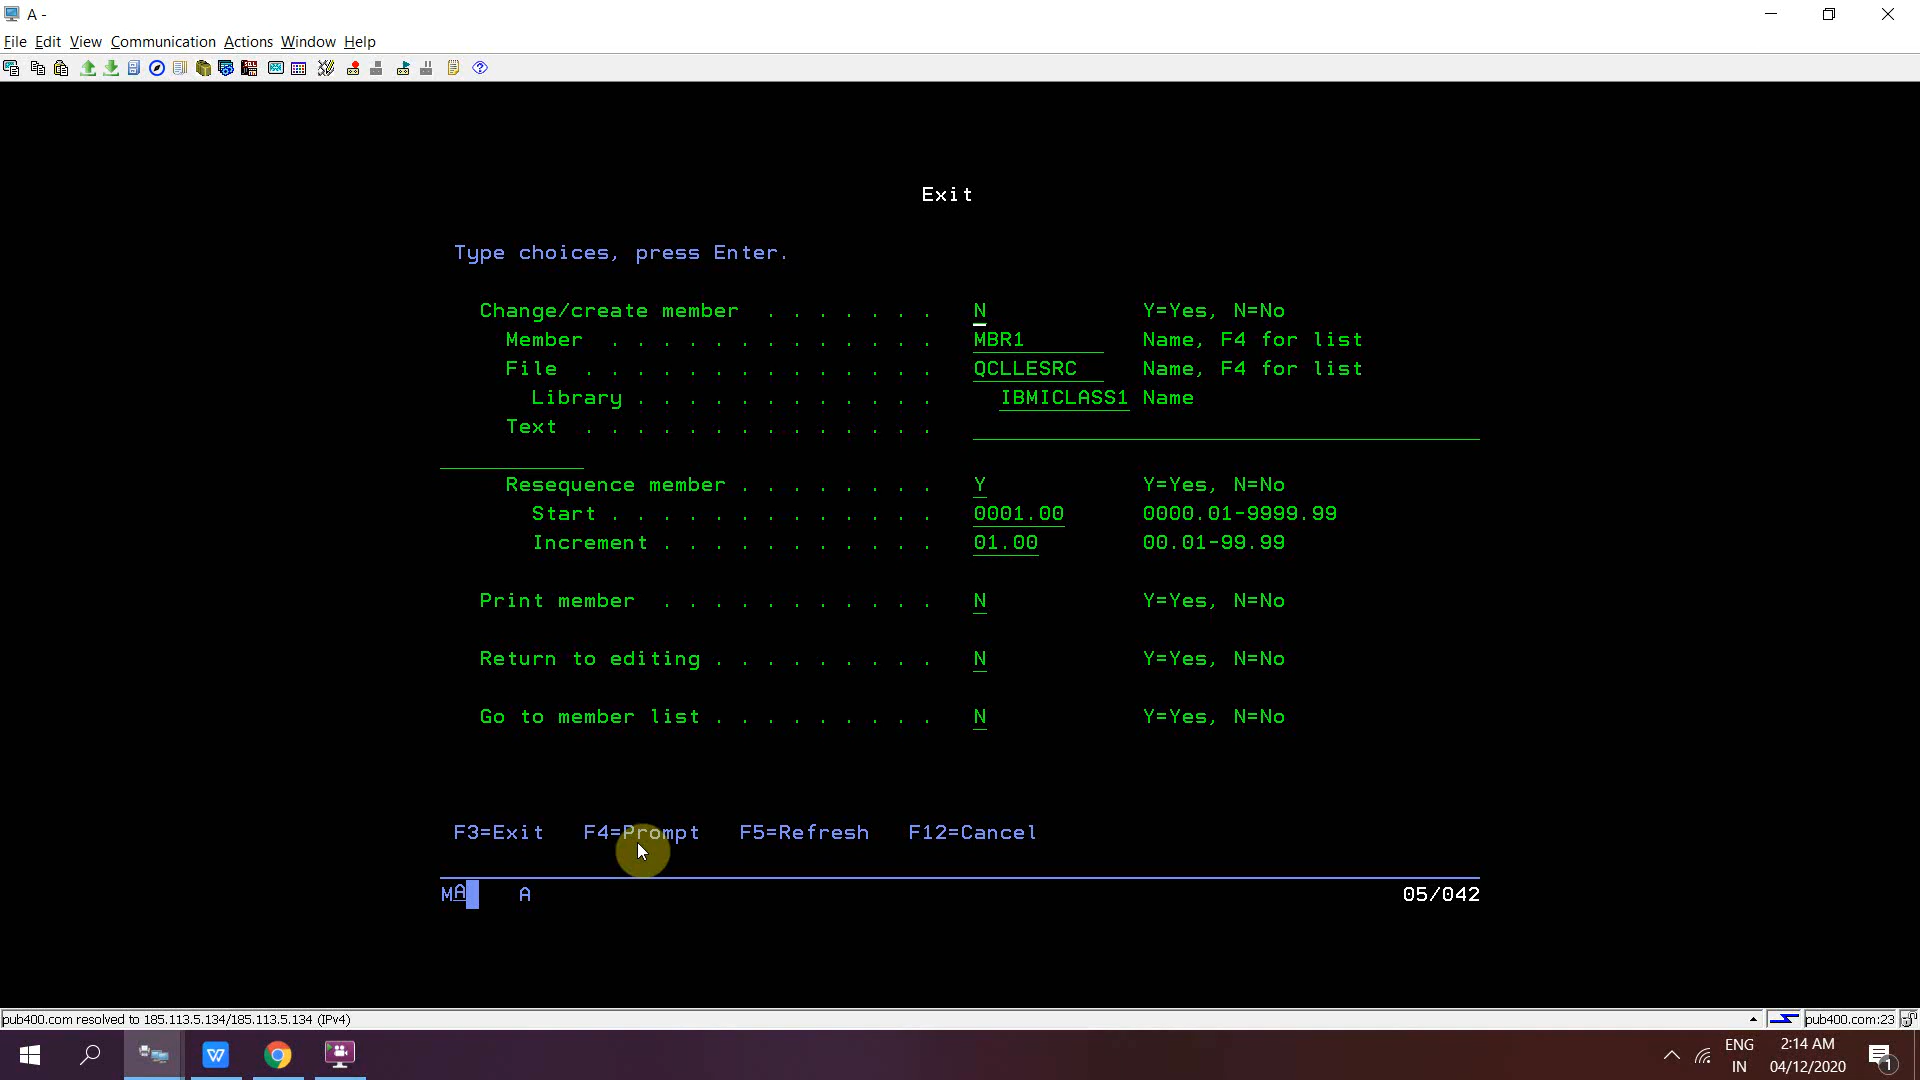 A -
File Edit View Communication Actions Window Help
Exit
Type choices, press Enter.
Change/create member . . . . . . . N Y=Yes, N=No
Member . . . . . . . . . . . . . MBR1 Name, F4 for list
File . . . . . . . . . . . . . . QCLLESRC Name, F4 for list
Library . . . . . . . . . . . . IBMICLASS1 Name
Text . . . . . . . . . . . . . .
Resequence member . . . . . . . . Y Y=Yes, N=No
Start . . . . . . . . . . . . . 0001.00 0000.01-9999.99
Increment . . . . . . . . . . . 01.00 00.01-99.99
Print member . . . . . . . . . . . N Y=Yes, N=No
Return to editing . . . . . . . . . N Y=Yes, N=No
Go to member list . . . . . . . . . N Y=Yes, N=No
F3=Exit F4=Prompt F5=Refresh F12=Cancel
MA A 05/042
pub400.com resolved to 185.113.5.134/185.113.5.134 (IPv4) pub400.com:23
W ENG 2:14 AM
IN 04/12/2020 1